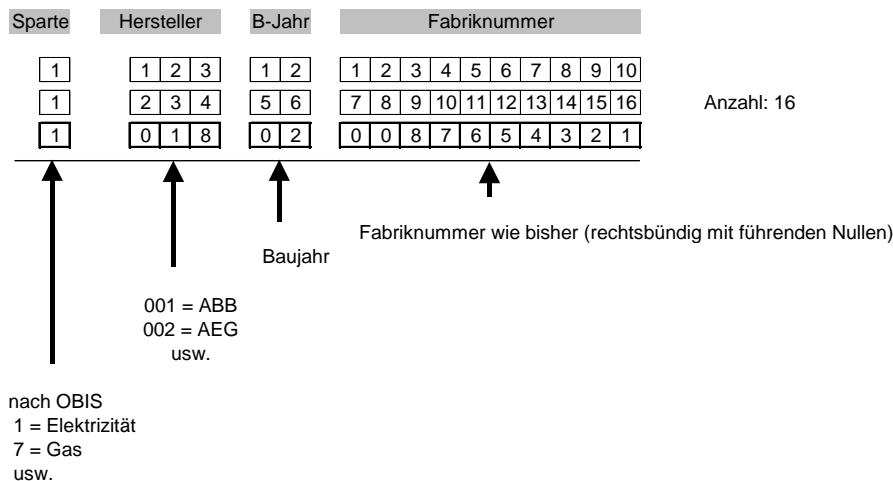 Sparte Hersteller B-Jahr Fabriknummer
1 1 2 3 1 2 1 2 3 4 5 6 7 8 9 10
1 2 3 4 5 6 7 8 9 10 11 12 13 14 15 16 Anzahl: 16
1 0 1 8 0 2 0 0 8 7 6 5 4 3 2 1
Fabriknummer wie bisher (rechtsbündig mit führenden Nullen)
Baujahr
001 = ABB
002 = AEG
usw.
nach OBIS
1 = Elektrizität
7 = Gas
usw.